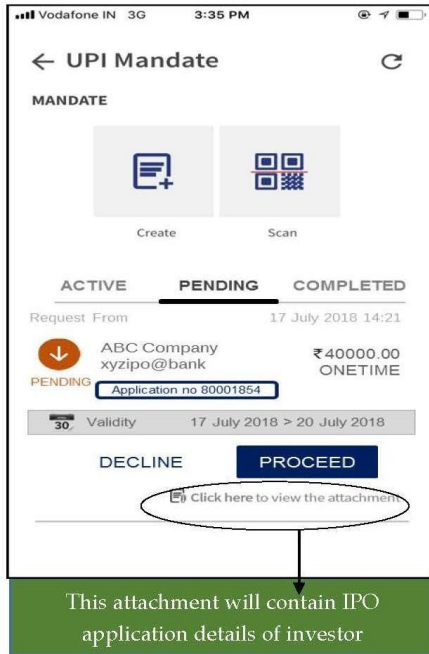 Vodafone IN 3G 3:35 PM
← UPI Mandate
MANDATE
Create Scan
ACTIVE PENDING COMPLETED
Request From 17 July 2018 14:21
ABC Company ₹40000.00
xyzipo@bank ONETIME
PENDING Application no 80001854
30 Validity 17 July 2018 > 20 July 2018
DECLINE PROCEED
Click here to view the attachment
This attachment will contain IPO
application details of investor